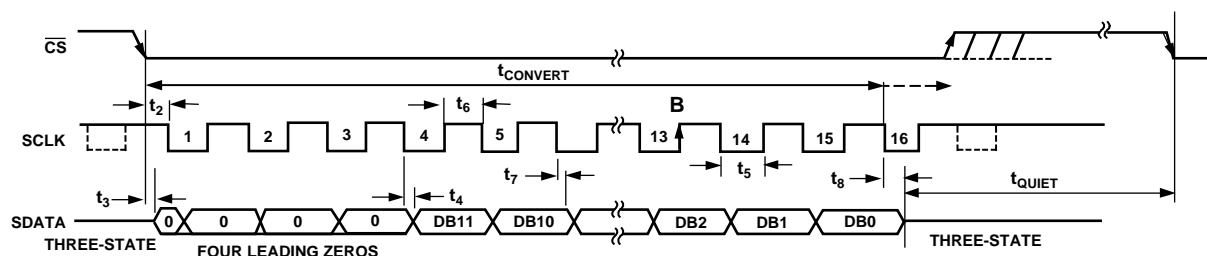 CS
tCONVERT
t2
t6
B
SCLK
1 2 3 4 5 13 14 15 16
t7
t5
t8
tQUIET
t3
t4
SDATA
0 0 0 0 DB11 DB10 DB2 DB1 DB0
THREE-STATE
FOUR LEADING ZEROS
THREE-STATE